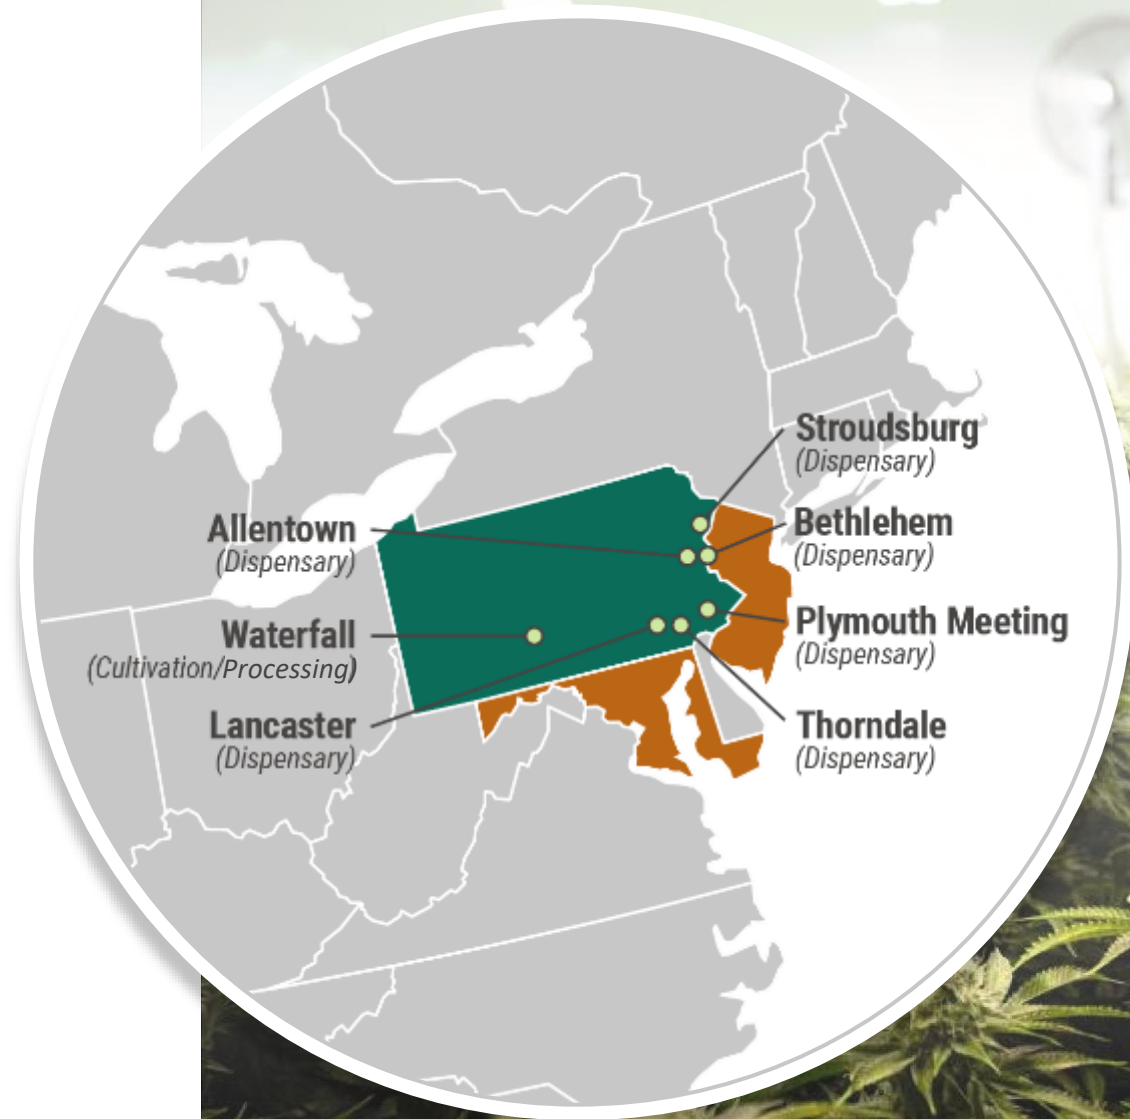 Stroudsburg
(Dispensary)
Allentown
(Dispensary)
Bethlehem
(Dispensary)
Waterfall
(Cultivation/Processing)
Plymouth Meeting
(Dispensary)
Lancaster
(Dispensary)
Thorndale
(Dispensary)